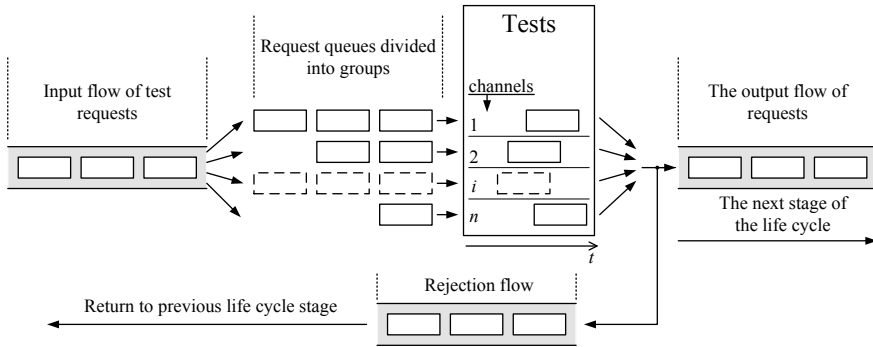 Input flow of test
requests
Request queues divided
into groups
Tests
channels
1
2
i
n
t
The output flow of
requests
The next stage of
the life cycle
Rejection flow
Return to previous life cycle stage